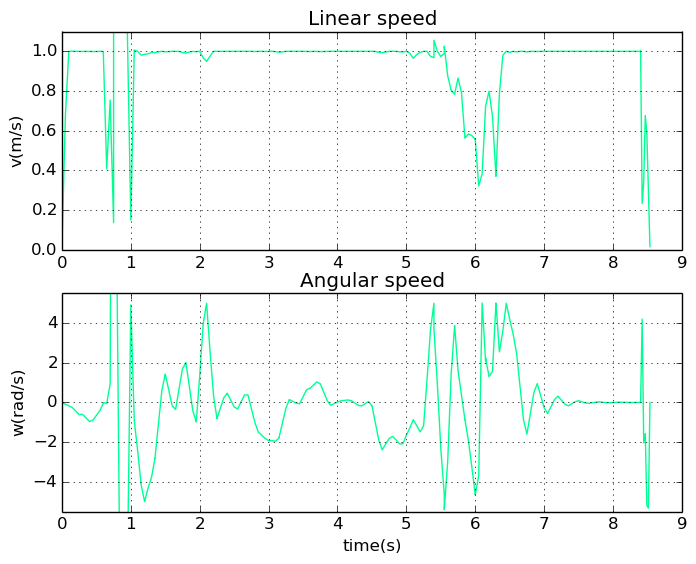 Linear speed
1.0
0.8
0.6
0.4
0.2
0.0
v(m/s)
0 1 2 3 4 5 6 7 8 9
Angular speed
4
2
0
−2
−4
w(rad/s)
0 1 2 3 4 5 6 7 8 9
time(s)